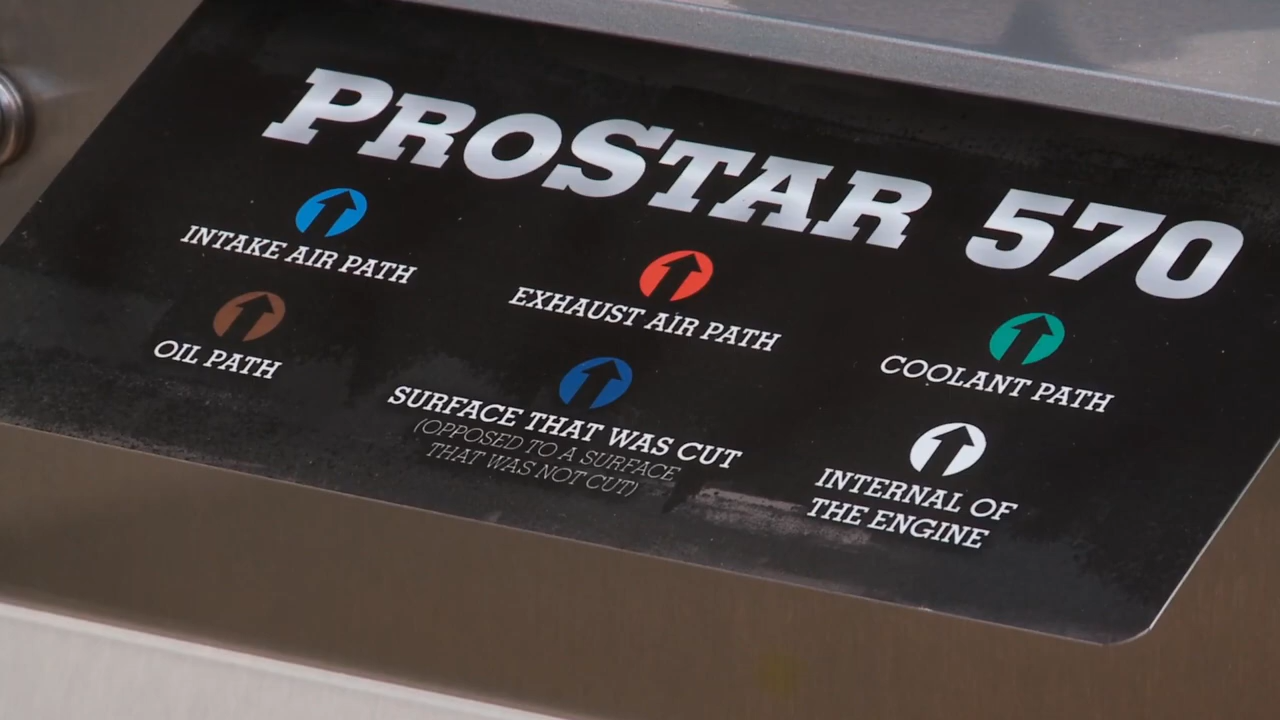 PROSTAR 570
INTAKE AIR PATH
EXHAUST AIR PATH
COOLANT PATH
OIL PATH
SURFACE THAT WAS CUT
(OPPOSED TO A SURFACE
THAT WAS NOT CUT)
INTERNAL OF
THE ENGINE